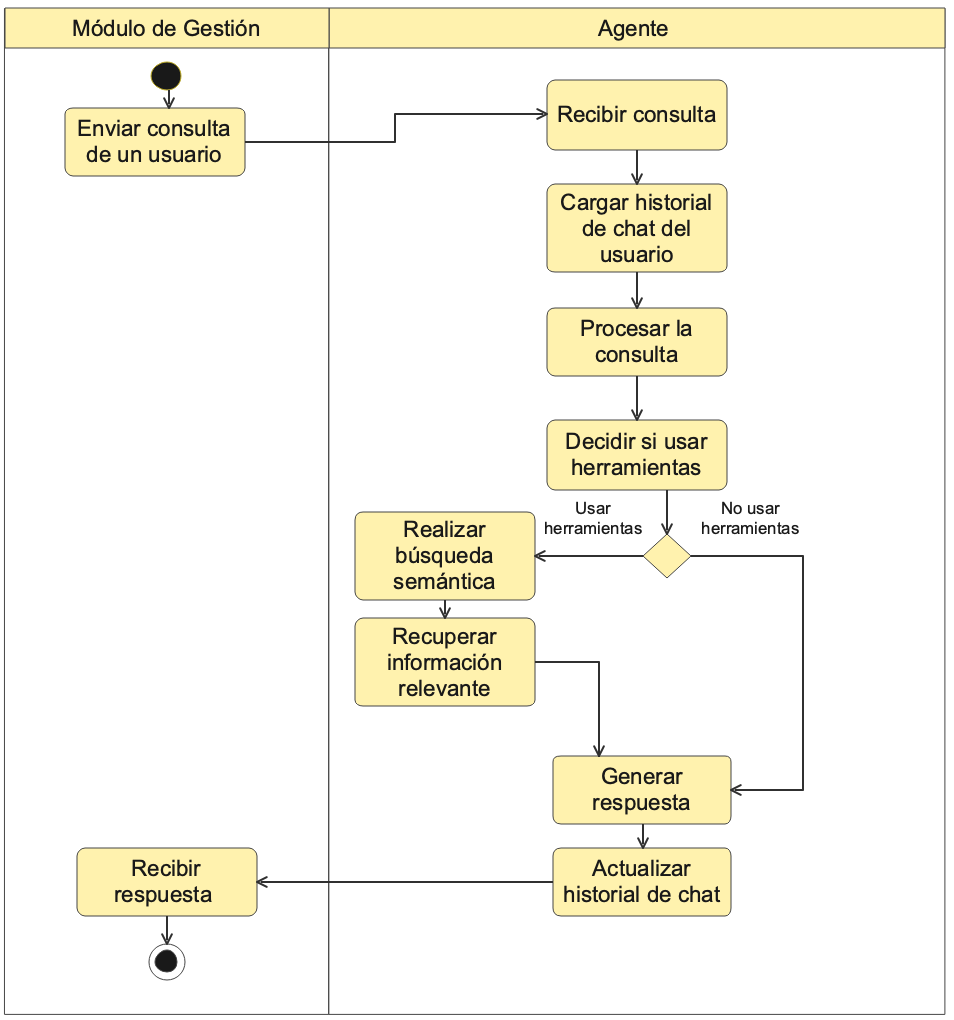 Módulo de Gestión
Agente
Enviar consulta
de un usuario
Recibir consulta
Cargar historial
de chat del
usuario
Procesar la
consulta
Decidir si usar
herramientas
Usar
herramientas
No usar
herramientas
Realizar
búsqueda
semántica
Recuperar
información
relevante
Generar
respuesta
Actualizar
historial de chat
Recibir
respuesta